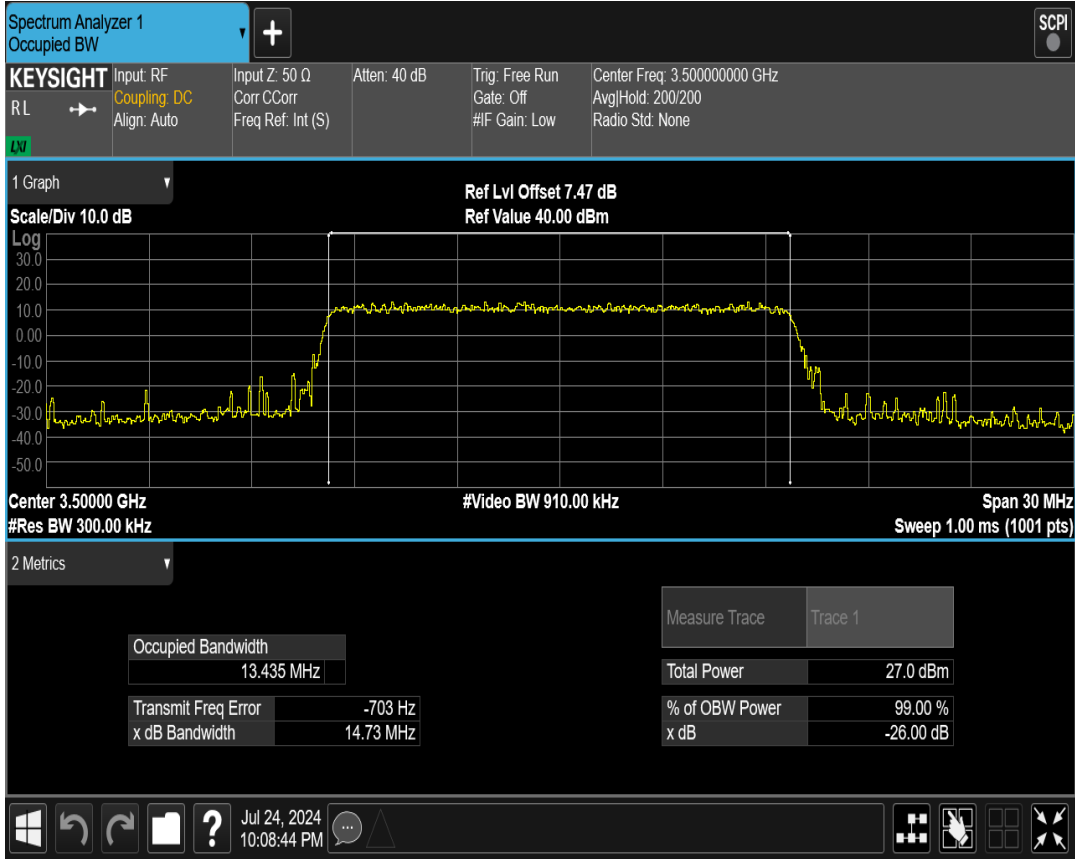 Spectrum Analyzer 1
Occupied BW
SCPI
KEYSIGHT
R L
LXI
Input: RF
Coupling: DC
Align: Auto
Input Z: 50 Ω
Corr CCorr
Freq Ref: Int (S)
Atten: 40 dB
Trig: Free Run
Gate: Off
#IF Gain: Low
Center Freq: 3.500000000 GHz
Avg|Hold: 200/200
Radio Std: None
1 Graph
Ref Lvl Offset 7.47 dB
Scale/Div 10.0 dB
Ref Value 40.00 dBm
Log
30.0
20.0
10.0
0.00
-10.0
-20.0
-30.0
-40.0
-50.0
Center 3.50000 GHz
#Video BW 910.00 kHz
Span 30 MHz
#Res BW 300.00 kHz
Sweep 1.00 ms (1001 pts)
2 Metrics
Measure Trace Trace 1
Occupied Bandwidth
13.435 MHz
Total Power 27.0 dBm
Transmit Freq Error -703 Hz
% of OBW Power 99.00 %
x dB Bandwidth 14.73 MHz
x dB -26.00 dB
Jul 24, 2024
10:08:44 PM